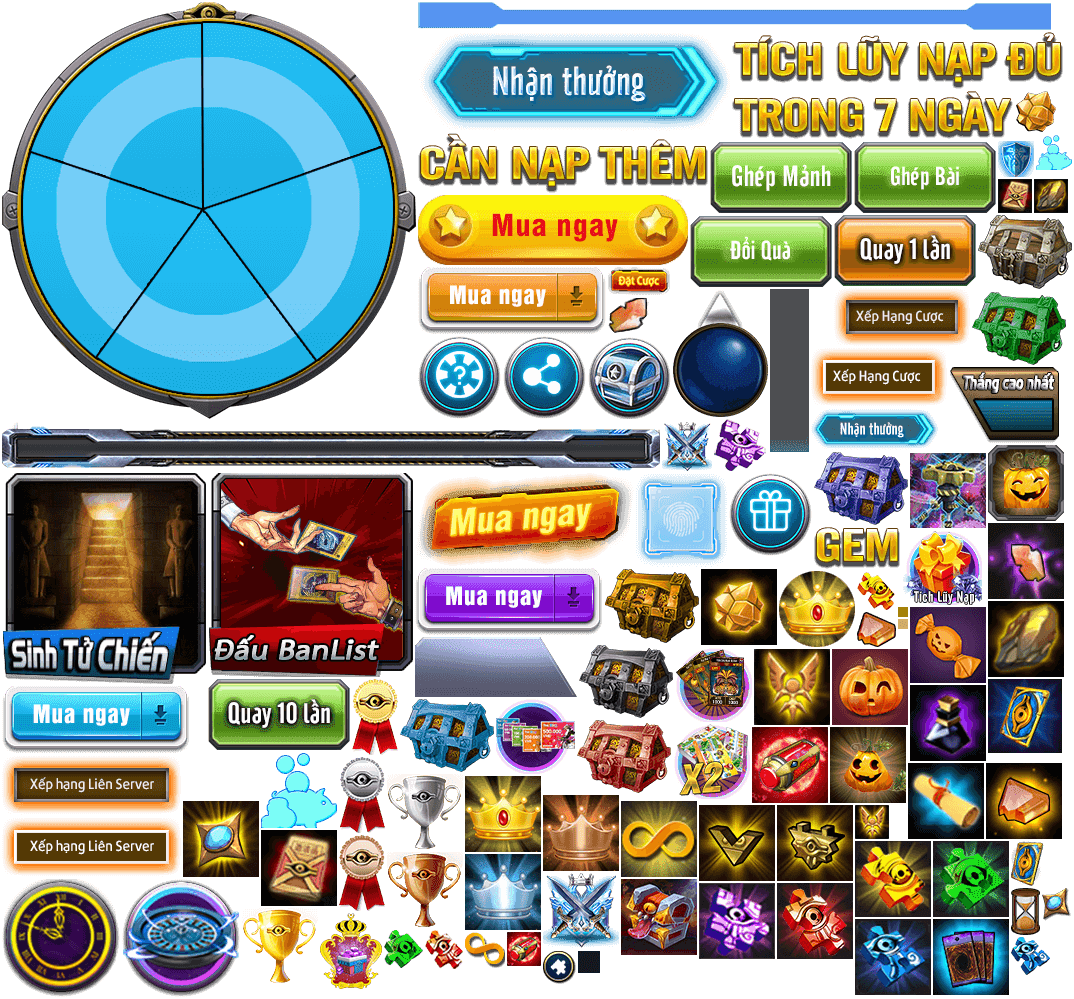 Nhận thưởng
TÍCH LŨY NẠP ĐỦ
TRONG 7 NGÀY
CẦN NẠP THÊM
Ghép Mảnh
Ghép Bài
Mua ngay
Đổi Quà
Quay 1 lần
Mua ngay
Đặt Cược
Xếp Hạng Cược
Xếp Hạng Cược
Thắng cao nhất
Nhận thưởng
Mua ngay
GEM
Mua ngay
Tích Lũy Nạp
Sinh Tử Chiến
Đấu BanList
Mua ngay
Quay 10 lần
X2
Xếp hạng Liên Server
Xếp hạng Liên Server